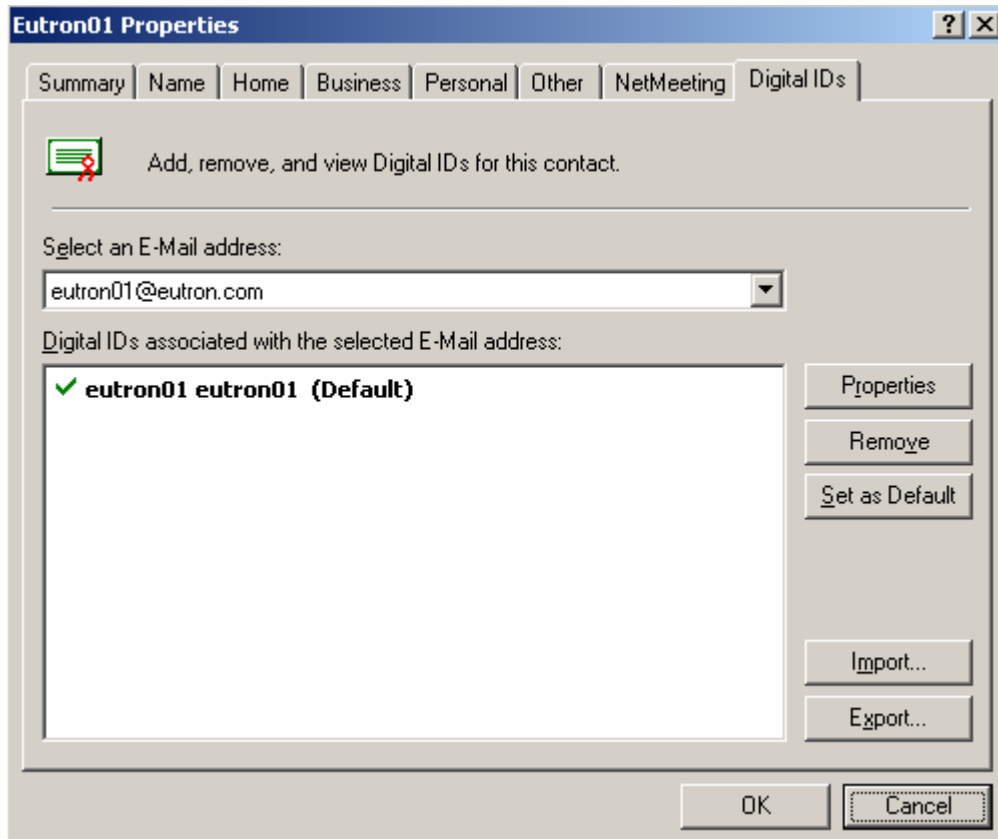 Eutron01 Properties
Summary Name Home Business Personal Other NetMeeting Digital IDs
Add, remove, and view Digital IDs for this contact.
Select an E-Mail address:
eutron01@eutron.com
Digital IDs associated with the selected E-Mail address:
eutron01 eutron01 (Default)
Properties
Remove
Set as Default
Import...
Export...
OK Cancel